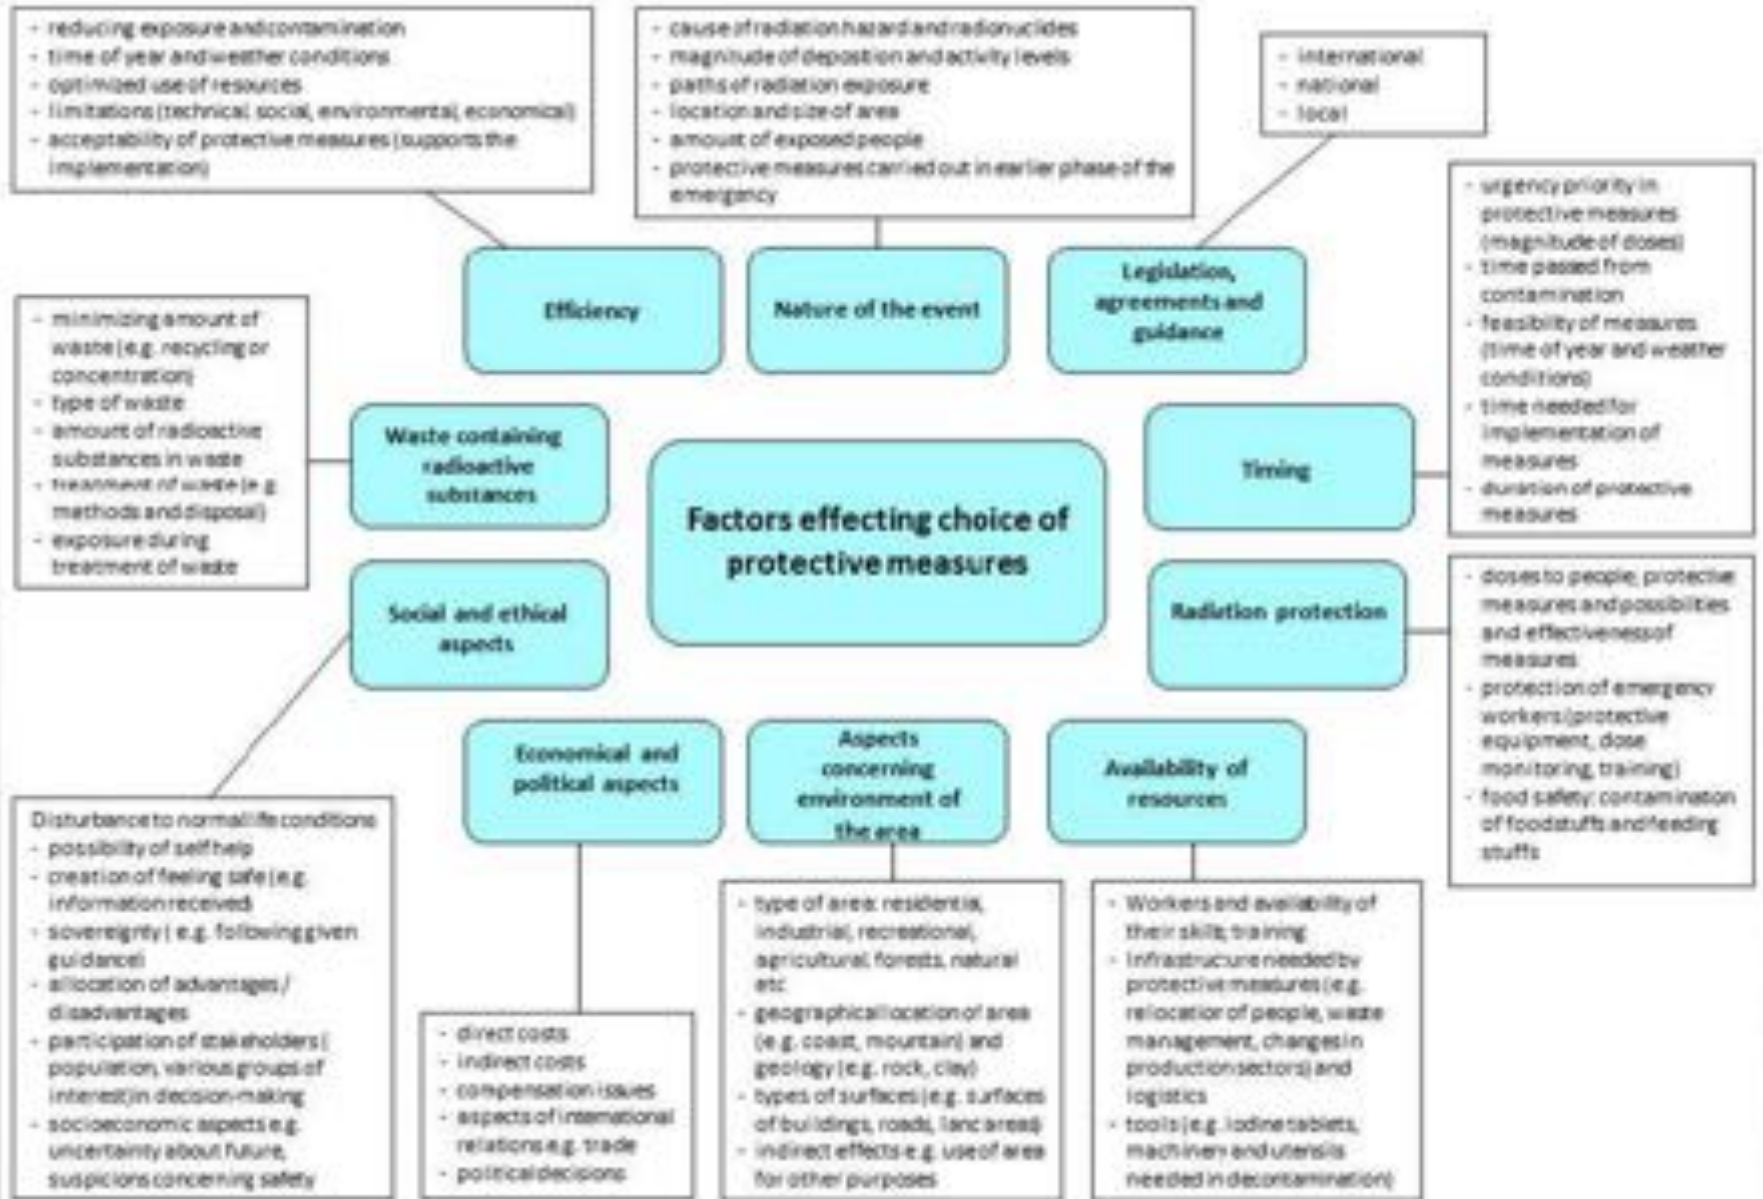 - reducing exposure and contamination
- time of year and weather conditions
- optimized use of resources
- limitations (technical, social, environmental, economical)
- acceptability of protective measures (supports the
implementation)
- cause of radiation hazard and radionuclides
- magnitude of deposition and activity levels
- paths of radiation exposure
- location and size of area
- amount of exposed people
- protective measures carried out in earlier phase of the
emergency
- international
- national
- local
- urgency priority in
protective measures
(magnitude of doses)
- time passed from
contamination
- feasibility of measures
(time of year and weather
conditions)
- time needed for
implementation of
measures
- duration of protective
measures
Efficiency
Nature of the event
Legislation,
agreements and
guidance
- minimizing amount of
waste (e.g. recycling or
concentration)
- type of waste
- amount of radioactive
substances in waste
- treatment of waste (e.g.
methods and disposal)
- exposure during
treatment of waste
Waste containing
radioactive
substances
Factors effecting choice of
protective measures
Timing
Social and ethical
aspects
Radiation protection
- doses to people, protective
measures and possibilities
and effectiveness of
measures
- protection of emergency
workers (protective
equipment, dose
monitoring, training)
- food safety: contamination
of foodstuffs and feeding
stuffs
Economical and
political aspects
Aspects
concerning
environment of
the area
Availability of
resources
Disturbance to normal life conditions
- possibility of self help
- creation of feeling safe (e.g.
information received)
- sovereignty ( e.g. following given
guidance)
- allocation of advantages /
disadvantages
- participation of stakeholders (
population, various groups of
interest) in decision-making
- socioeconomic aspects e.g.
uncertainty about future,
suspicions concerning safety
- direct costs
- indirect costs
- compensation issues
- aspects of international
relations e.g. trade
- political decisions
- type of area: residential,
industrial, recreational,
agricultural, forests, natural
etc
- geographical location of area
(e.g. coast, mountain) and
geology (e.g. rock, clay)
- types of surfaces (e.g. surfaces
of buildings, roads, land areas)
- indirect effects e.g. use of area
for other purposes
- Workers and availability of
their skills, training
- Infrastructure needed by
protective measures (e.g.
relocation of people, waste
management, changes in
production sectors) and
logistics
- tools (e.g. iodine tablets,
machinery and utensils
needed in decontamination)